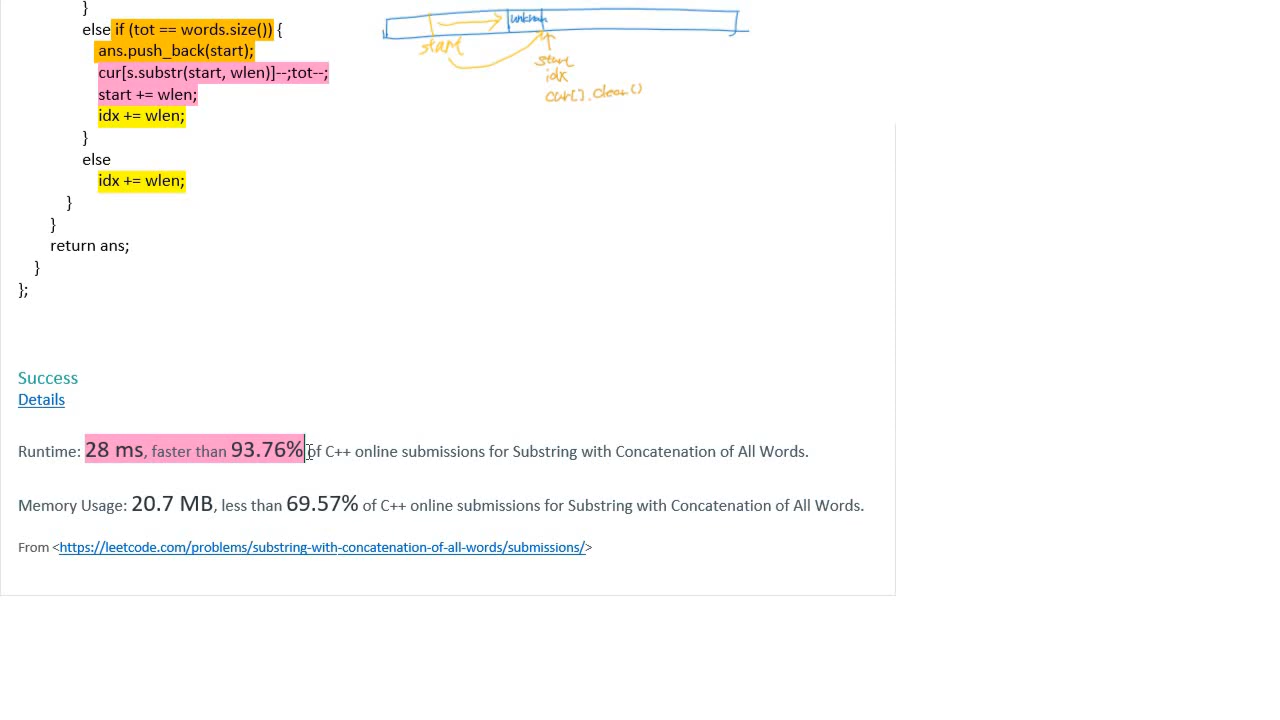 }
else if (tot == words.size()) {
ans.push_back(start);
cur[s.substr(start, wlen)]--;tot--;
start += wlen;
idx += wlen;
}
else
idx += wlen;
}
}
return ans;
}
};
unknown
start
start
idx
cur[].clear()
Success
Details
Runtime: 28 ms, faster than 93.76% of C++ online submissions for Substring with Concatenation of All Words.
Memory Usage: 20.7 MB, less than 69.57% of C++ online submissions for Substring with Concatenation of All Words.
From <https://leetcode.com/problems/substring-with-concatenation-of-all-words/submissions/>